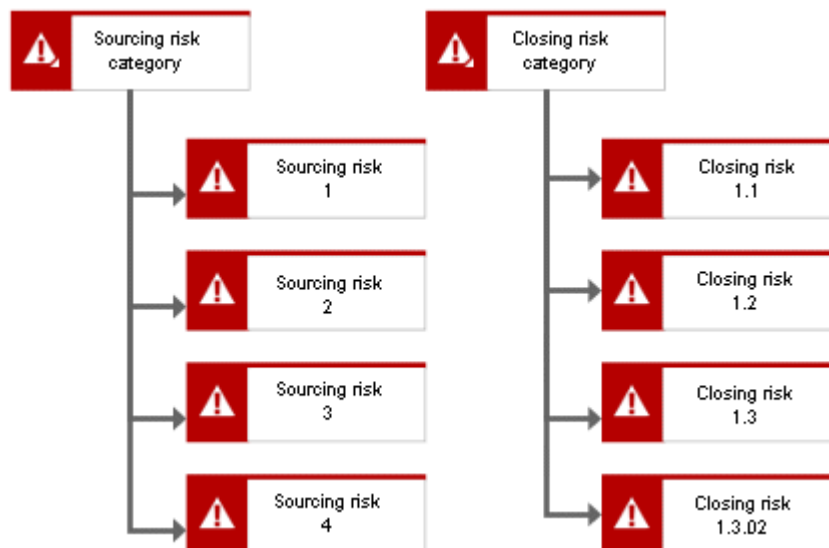 Sourcing risk
category
Closing risk
category
Sourcing risk
1
Closing risk
1.1
Sourcing risk
2
Closing risk
1.2
Sourcing risk
3
Closing risk
1.3
Sourcing risk
4
Closing risk
1.3.02